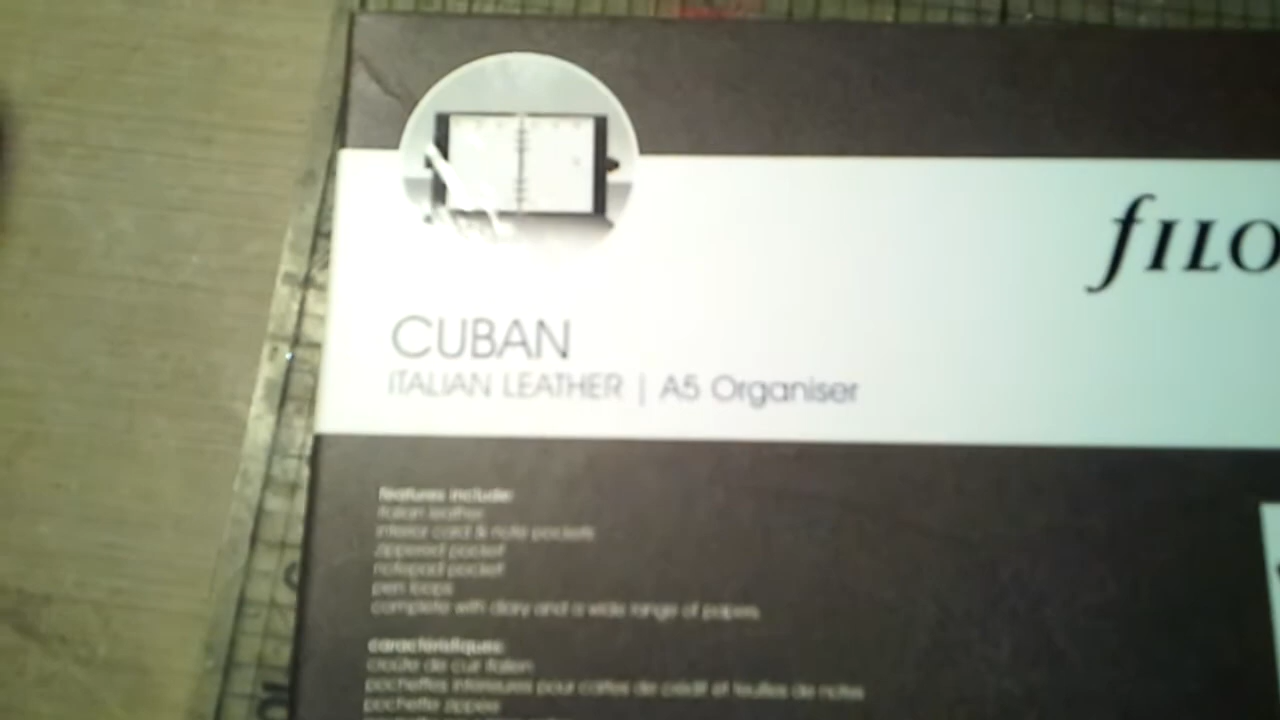 fILO
CUBAN
ITALIAN LEATHER | A5 Organiser
features include:
italian leather
interior card & note pockets
zippered pocket
notepad pocket
pen loops
complete with diary and a wide range of papers
caractéristiques:
croûte de cuir italien
pochettes intérieures pour cartes de crédit et feuilles de notes
pochette zippée